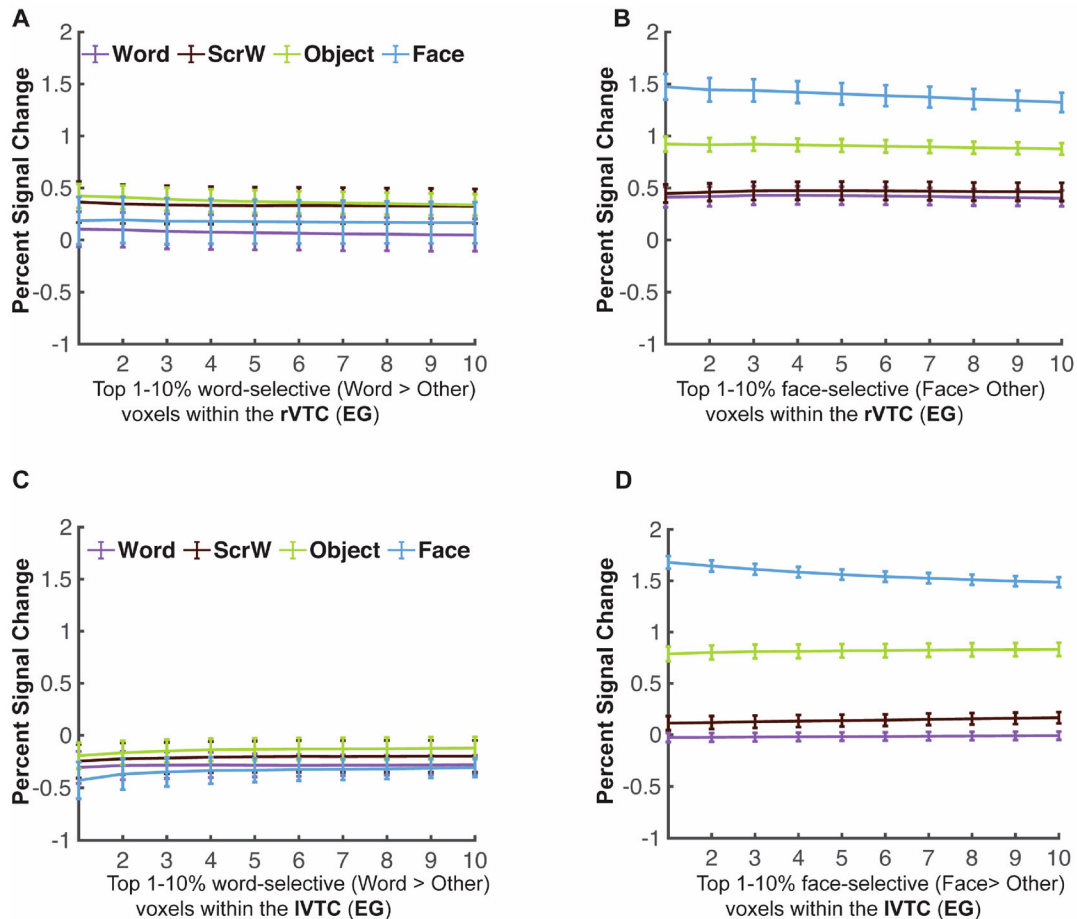 A
B
2
1.5
1
0.5
0
-0.5
-1
Percent Signal Change
Word ScrW Object Face
2 3 4 5 6 7 8 9 10
Top 1-10% word-selective (Word > Other)
voxels within the rVTC (EG)
2
1.5
1
0.5
0
-0.5
-1
Percent Signal Change
2 3 4 5 6 7 8 9 10
Top 1-10% face-selective (Face> Other)
voxels within the rVTC (EG)
C
D
2
1.5
1
0.5
0
-0.5
-1
Percent Signal Change
Word ScrW Object Face
2 3 4 5 6 7 8 9 10
Top 1-10% word-selective (Word > Other)
voxels within the lVTC (EG)
2
1.5
1
0.5
0
-0.5
-1
Percent Signal Change
2 3 4 5 6 7 8 9 10
Top 1-10% face-selective (Face> Other)
voxels within the lVTC (EG)